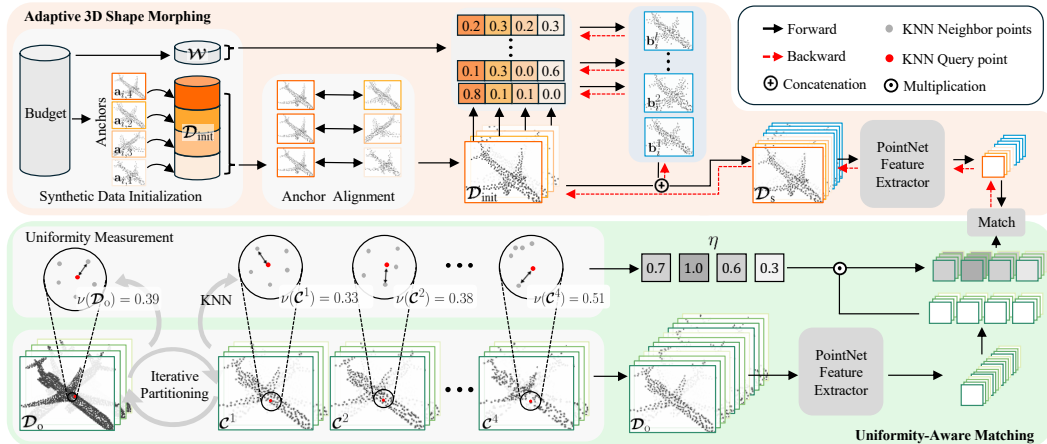 Adaptive 3D Shape Morphing
Budget
𝒲
Anchors
a_{i,4}
a_{i,2}
a_{i,3}
a_{i,1}
𝒟_init
Synthetic Data Initialization
Anchor Alignment
0.2 0.3 0.2 0.3
0.1 0.3 0.0 0.6
0.8 0.1 0.1 0.0
𝒟_init
𝒟_s
PointNet
Feature
Extractor
Match
Forward
Backward
Concatenation
KNN Neighbor points
KNN Query point
Multiplication
Uniformity Measurement
ν(𝒟_o) = 0.39
KNN
ν(𝒞^1) = 0.33
ν(𝒞^2) = 0.38
ν(𝒞^4) = 0.51
η
0.7 1.0 0.6 0.3
Iterative
Partitioning
𝒟_o
𝒞^1
𝒞^2
𝒞^4
𝒟_o
PointNet
Feature
Extractor
Uniformity-Aware Matching